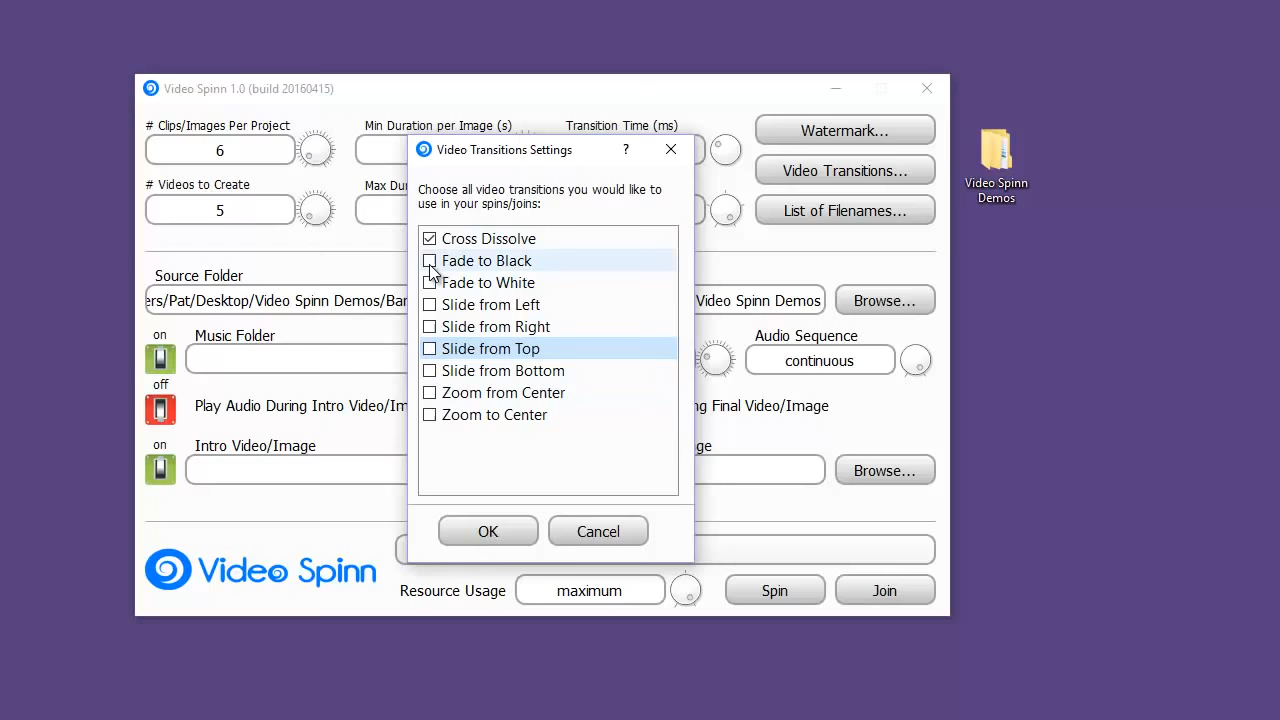 Video Spinn 1.0 (build 20160415)
# Clips/Images Per Project
Min Duration per Image (s)
Transition Time (ms)
Watermark...
6
Video Transitions Settings
?
Video Transitions...
# Videos to Create
Max Du
Choose all video transitions you would like to
use in your spins/joins:
5
List of Filenames...
Video Spinn
Demos
Cross Dissolve
Fade to Black
Fade to White
Slide from Left
Slide from Right
Slide from Top
Slide from Bottom
Zoom from Center
Zoom to Center
Source Folder
ers/Pat/Desktop/Video Spinn Demos/Bar
Video Spinn Demos
Browse...
on
Music Folder
Audio Sequence
continuous
off
Play Audio During Intro Video/Im
g Final Video/Image
on
Intro Video/Image
ge
Browse...
OK
Cancel
Video Spinn
Resource Usage
maximum
Spin
Join